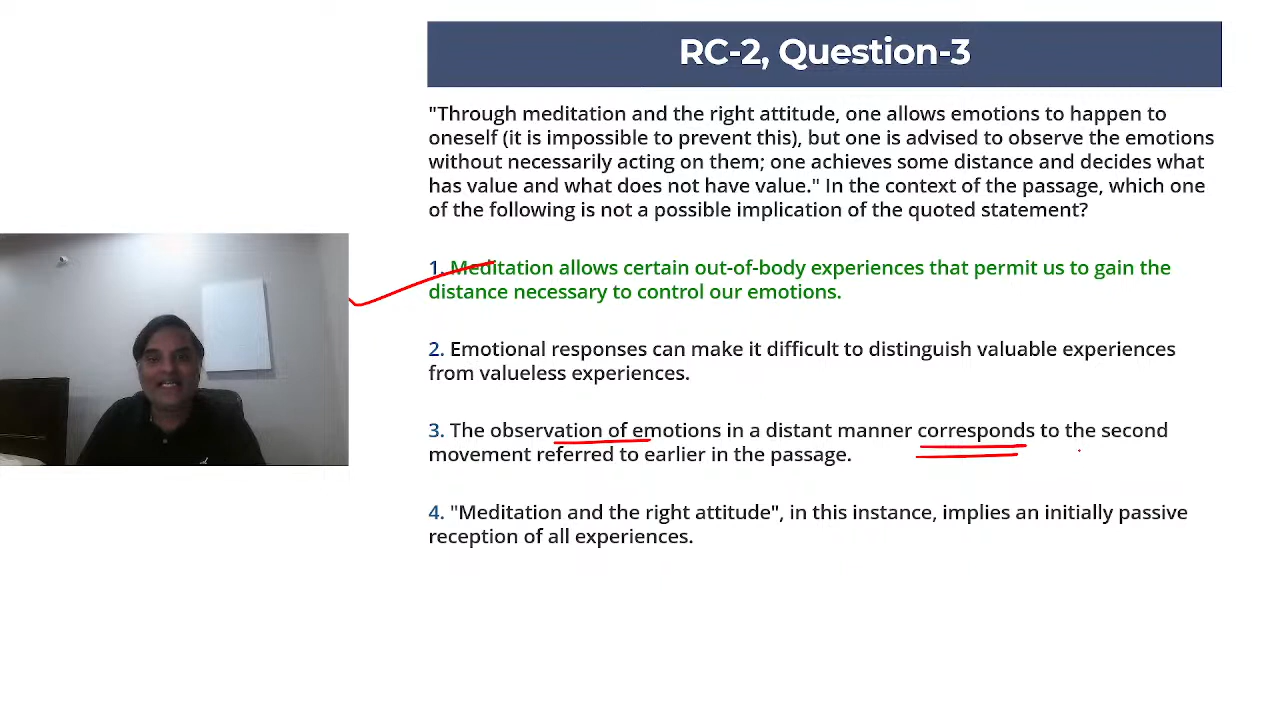 RC-2, Question-3
"Through meditation and the right attitude, one allows emotions to happen to
oneself (it is impossible to prevent this), but one is advised to observe the emotions
without necessarily acting on them; one achieves some distance and decides what
has value and what does not have value." In the context of the passage, which one
of the following is not a possible implication of the quoted statement?
1. Meditation allows certain out-of-body experiences that permit us to gain the
distance necessary to control our emotions.
2. Emotional responses can make it difficult to distinguish valuable experiences
from valueless experiences.
3. The observation of emotions in a distant manner corresponds to the second
movement referred to earlier in the passage.
4. "Meditation and the right attitude", in this instance, implies an initially passive
reception of all experiences.